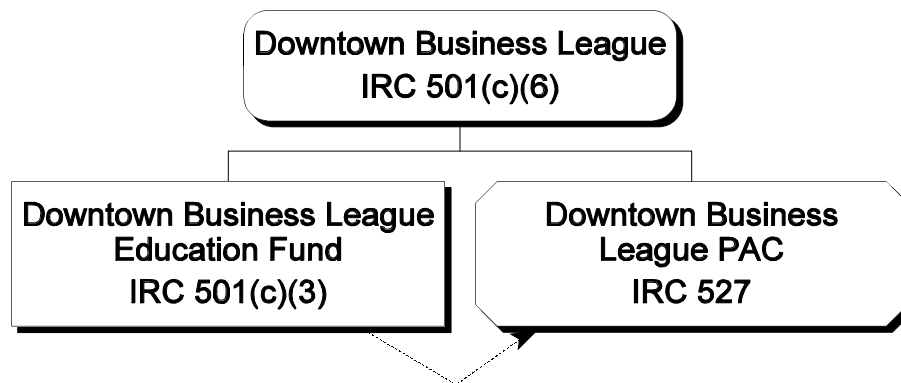 Downtown Business League
IRC 501(c)(6)
Downtown Business League
Education Fund
IRC 501(c)(3)
Downtown Business
League PAC
IRC 527